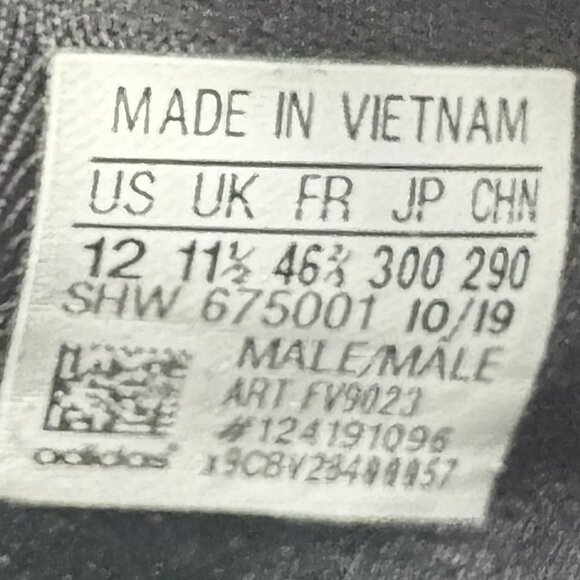 MADE IN VIETNAM
US UK FR JP CHN
12 11½ 46⅔ 300 290
SHW 675001 10/19
MALE/MÂLE
ART FV9023
#124191096
adidas